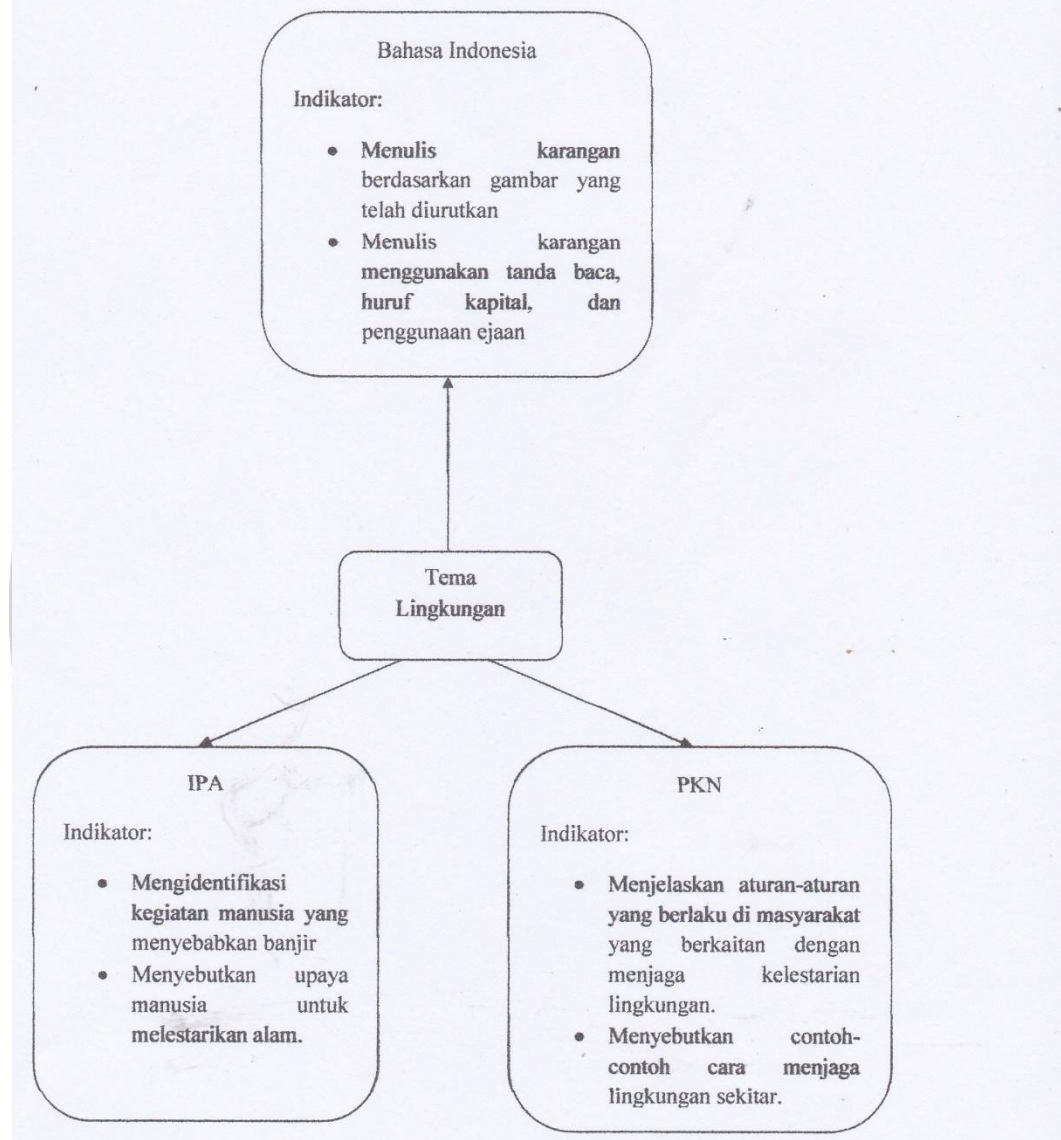 Bahasa Indonesia
Indikator:
• Menulis karangan
berdasarkan gambar yang
telah diurutkan
• Menulis karangan
menggunakan tanda baca,
huruf kapital, dan
penggunaan ejaan
Tema
Lingkungan
IPA
Indikator:
• Mengidentifikasi
kegiatan manusia yang
menyebabkan banjir
• Menyebutkan upaya
manusia untuk
melestarikan alam.
PKN
Indikator:
• Menjelaskan aturan-aturan
yang berlaku di masyarakat
yang berkaitan dengan
menjaga kelestarian
lingkungan.
• Menyebutkan contoh-
contoh cara menjaga
lingkungan sekitar.